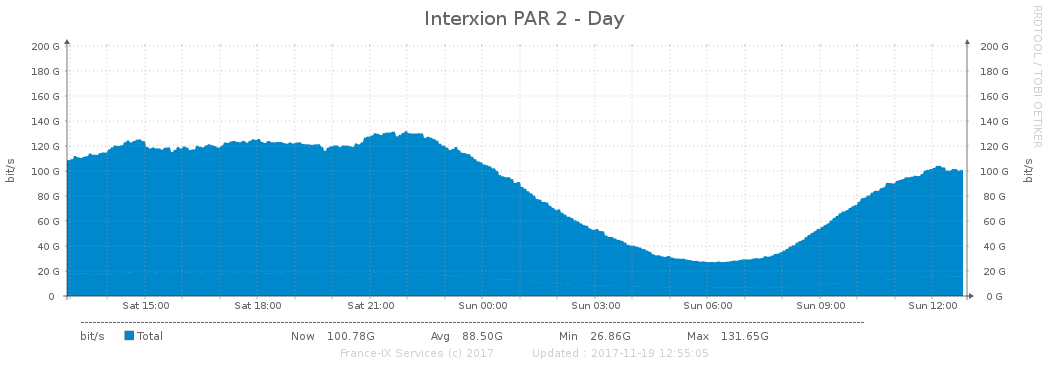 Interxion PAR 2 - Day
RRDTOOL / TOBI OETIKER
bit/s
200 G 200 G
180 G 180 G
160 G 160 G
140 G 140 G
120 G 120 G
100 G 100 G
80 G 80 G
60 G 60 G
40 G 40 G
20 G 20 G
0 0 G
bit/s
Sat 15:00 Sat 18:00 Sat 21:00 Sun 00:00 Sun 03:00 Sun 06:00 Sun 09:00 Sun 12:00
bit/s Total Now 100.78G Avg 88.50G Min 26.86G Max 131.65G
France-IX Services (c) 2017 Updated : 2017-11-19 12:55:05